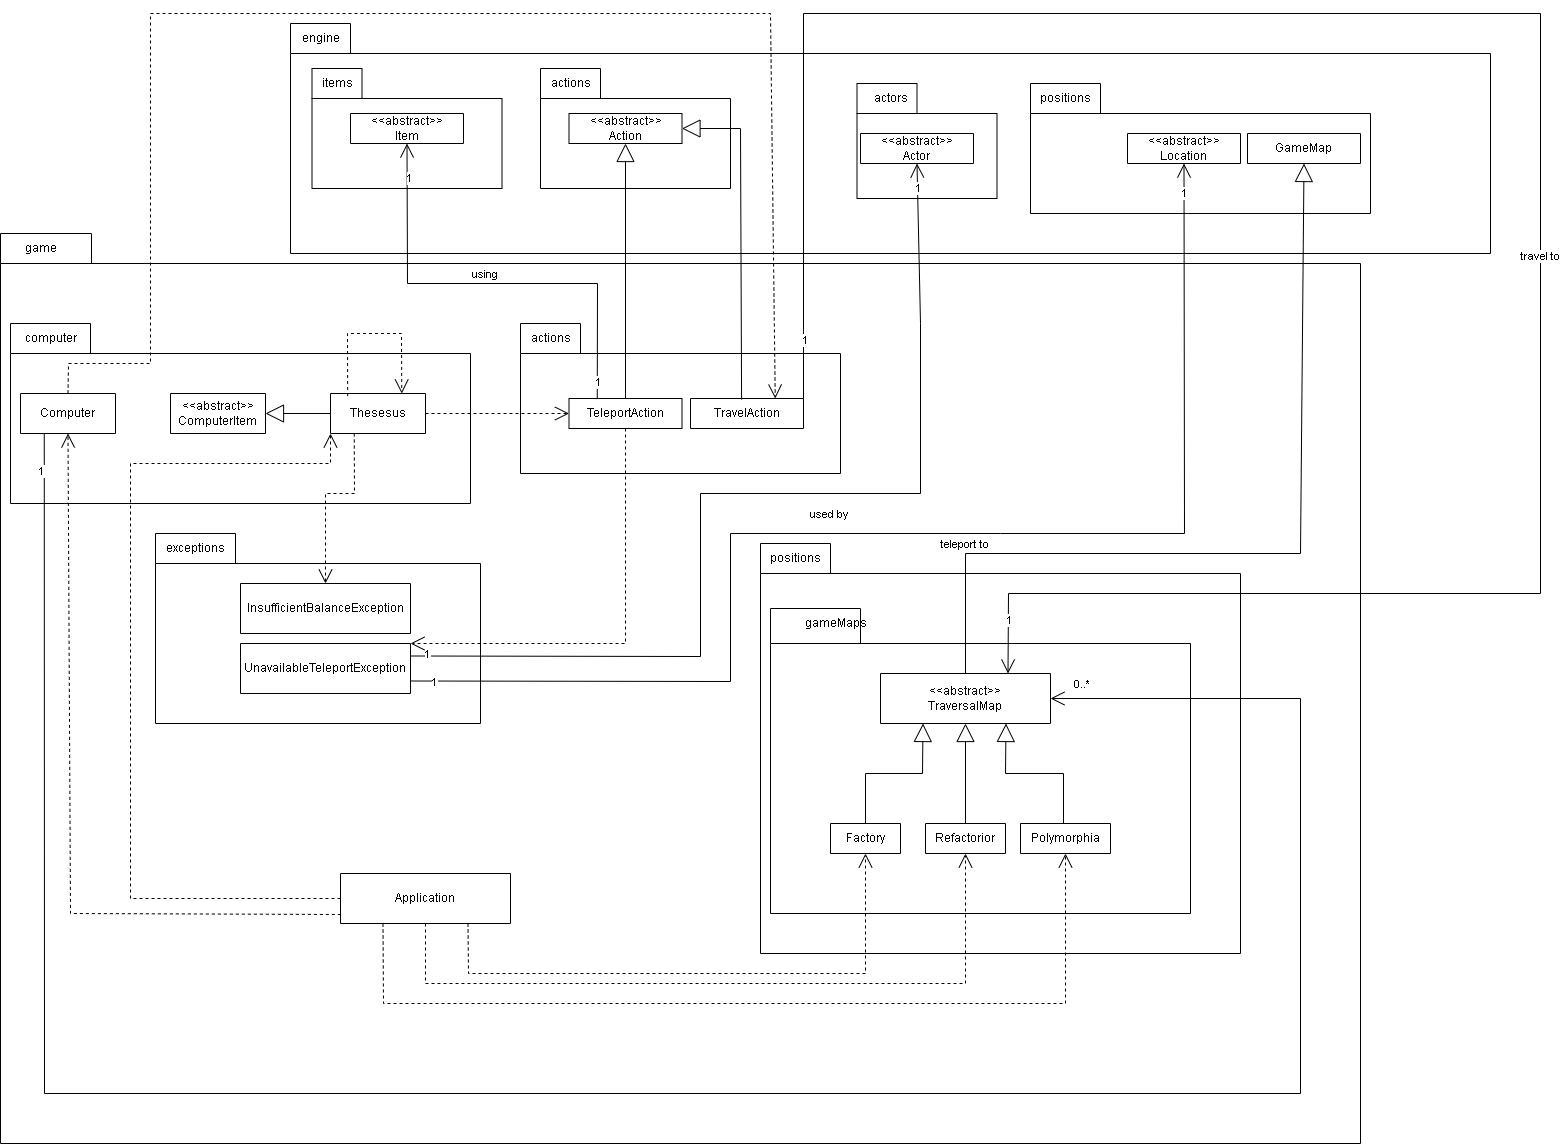 engine
items
actions
actors
positions
<<abstract>>
Item
<<abstract>>
Action
<<abstract>>
Actor
<<abstract>>
Location
GameMap
1
1
1
game
travel to
using
computer
actions
1
1
Computer
<<abstract>>
ComputerItem
Thesesus
TeleportAction
TravelAction
1
used by
exceptions
teleport to
positions
InsufficientBalanceException
gameMaps
1
UnavailableTeleportException
1
1
<<abstract>>
TraversalMap
0..*
Factory
Refactorior
Polymorphia
Application